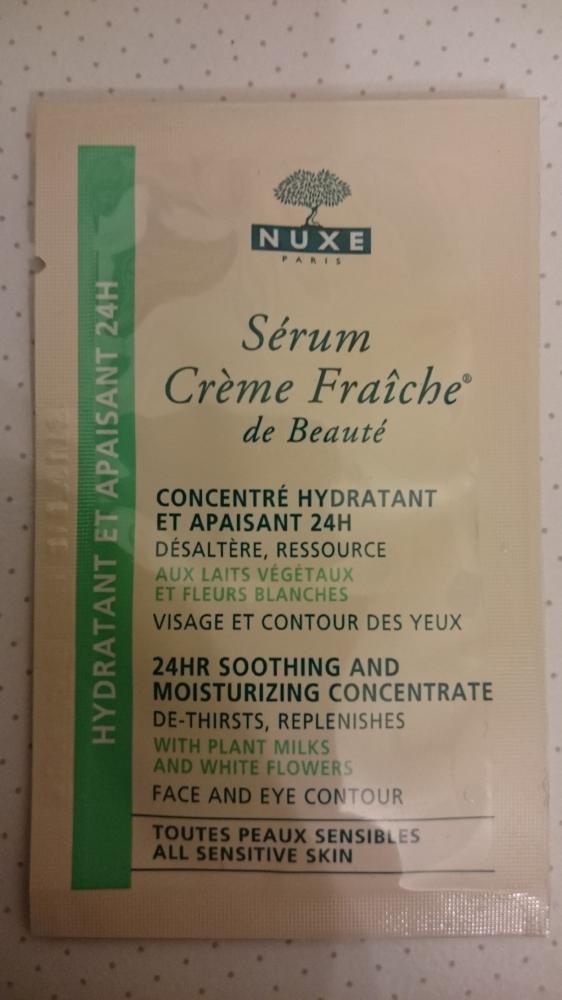 NUXE
PARIS
Sérum
Crème Fraîche®
de Beauté
HYDRATANT ET APAISANT 24H
CONCENTRÉ HYDRATANT
ET APAISANT 24H
DÉSALTÈRE, RESSOURCE
AUX LAITS VÉGÉTAUX
ET FLEURS BLANCHES
VISAGE ET CONTOUR DES YEUX
24HR SOOTHING AND
MOISTURIZING CONCENTRATE
DE-THIRSTS, REPLENISHES
WITH PLANT MILKS
AND WHITE FLOWERS
FACE AND EYE CONTOUR
TOUTES PEAUX SENSIBLES
ALL SENSITIVE SKIN